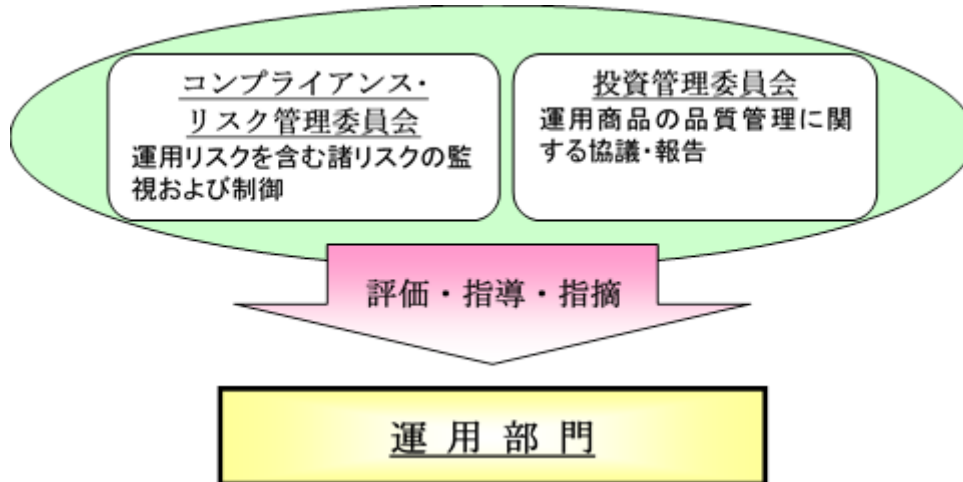 コンプライアンス・
リスク管理委員会
運用リスクを含む諸リスクの監
視および制御
投資管理委員会
運用商品の品質管理に関
する協議・報告
評価・指導・指摘
運用部門